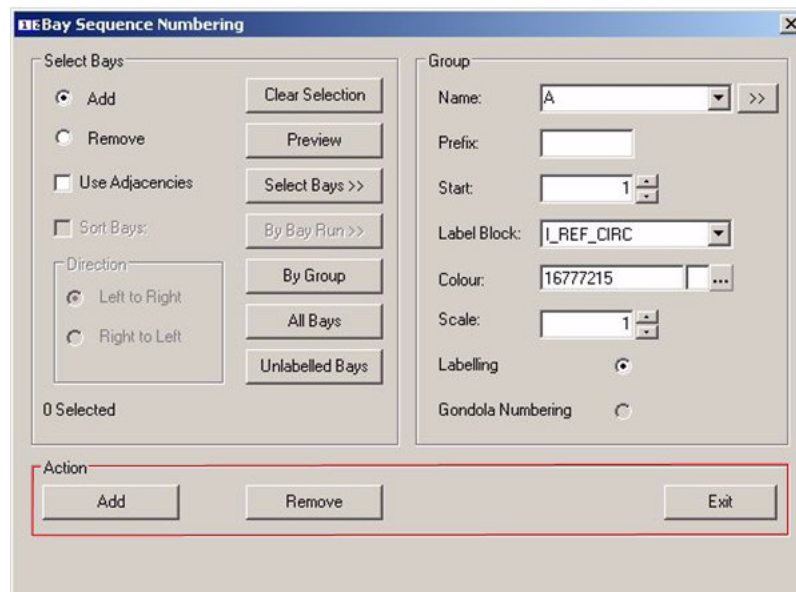 Bay Sequence Numbering
Select Bays
Add
Clear Selection
Remove
Preview
Use Adjacencies
Select Bays >>
Sort Bays:
By Bay Run >>
Direction
Left to Right
Right to Left
By Group
All Bays
Unlabelled Bays
0 Selected
Group
Name: A >>
Prefix:
Start: 1
Label Block: I_REF_CIRC
Colour: 16777215 ...
Scale: 1
Labelling
Gondola Numbering
Action
Add Remove Exit